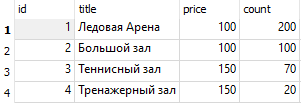 id title price count
1 1 Ледовая Арена 100 200
2 2 Большой зал 100 100
3 3 Теннисный зал 150 70
4 4 Тренажерный зал 150 20